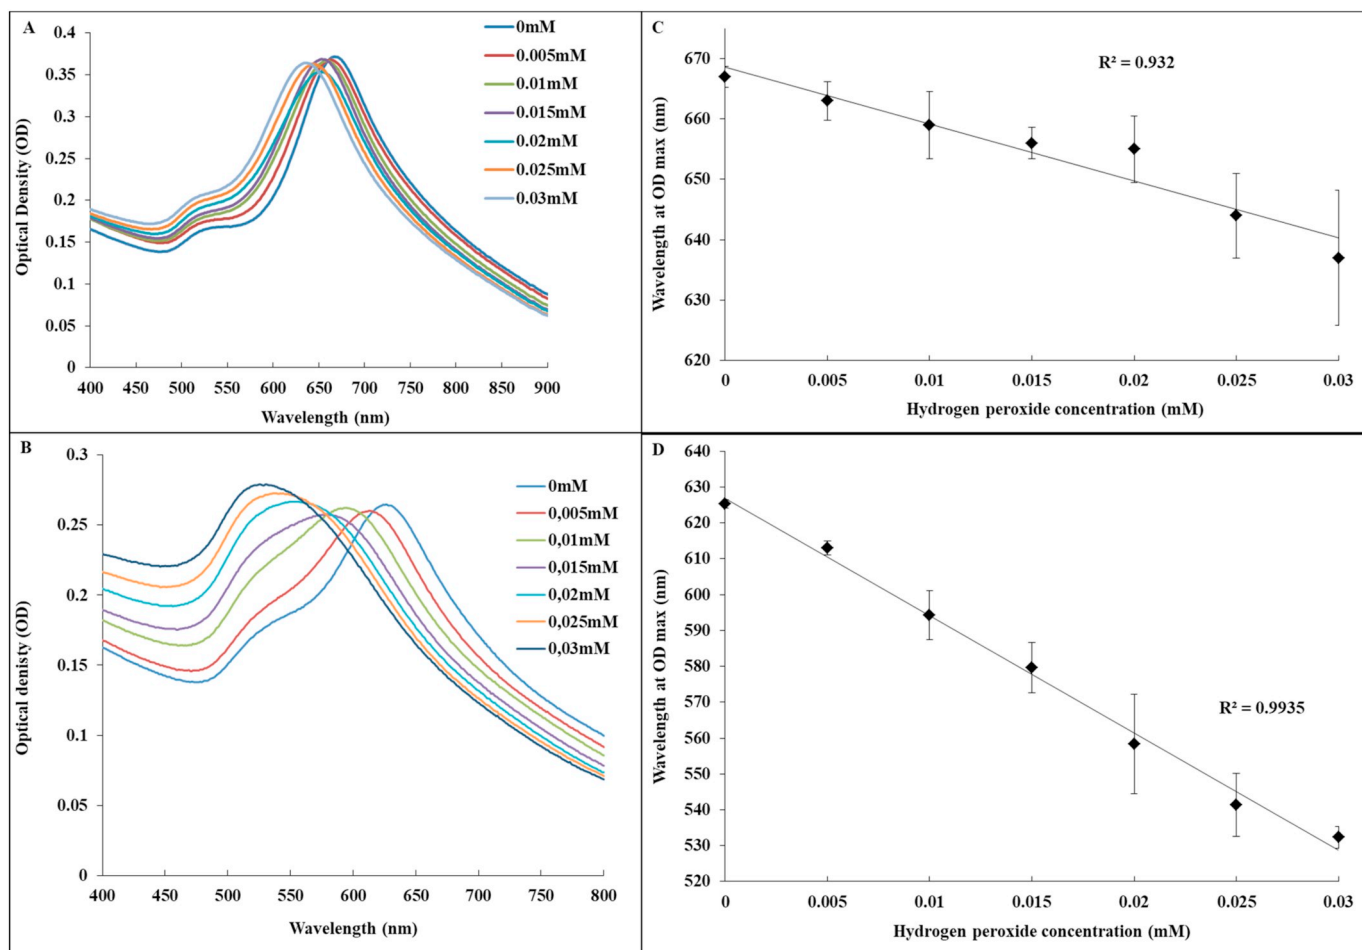 A
0mM
0.005mM
0.01mM
0.015mM
0.02mM
0.025mM
0.03mM
Optical Density (OD)
0.4
0.35
0.3
0.25
0.2
0.15
0.1
0.05
0
400 450 500 550 600 650 700 750 800 850 900
Wavelength (nm)
C
R² = 0.932
Wavelength at OD max (nm)
670
660
650
640
630
620
0 0.005 0.01 0.015 0.02 0.025 0.03
Hydrogen peroxide concentration (mM)
B
0mM
0,005mM
0,01mM
0,015mM
0,02mM
0,025mM
0,03mM
Optical denisty (OD)
0.3
0.25
0.2
0.15
0.1
0.05
0
400 450 500 550 600 650 700 750 800
Wavelength (nm)
D
R² = 0.9935
Wavelength at OD max (nm)
640
630
620
610
600
590
580
570
560
550
540
530
520
0 0.005 0.01 0.015 0.02 0.025 0.03
Hydrogen peroxide concentration (mM)